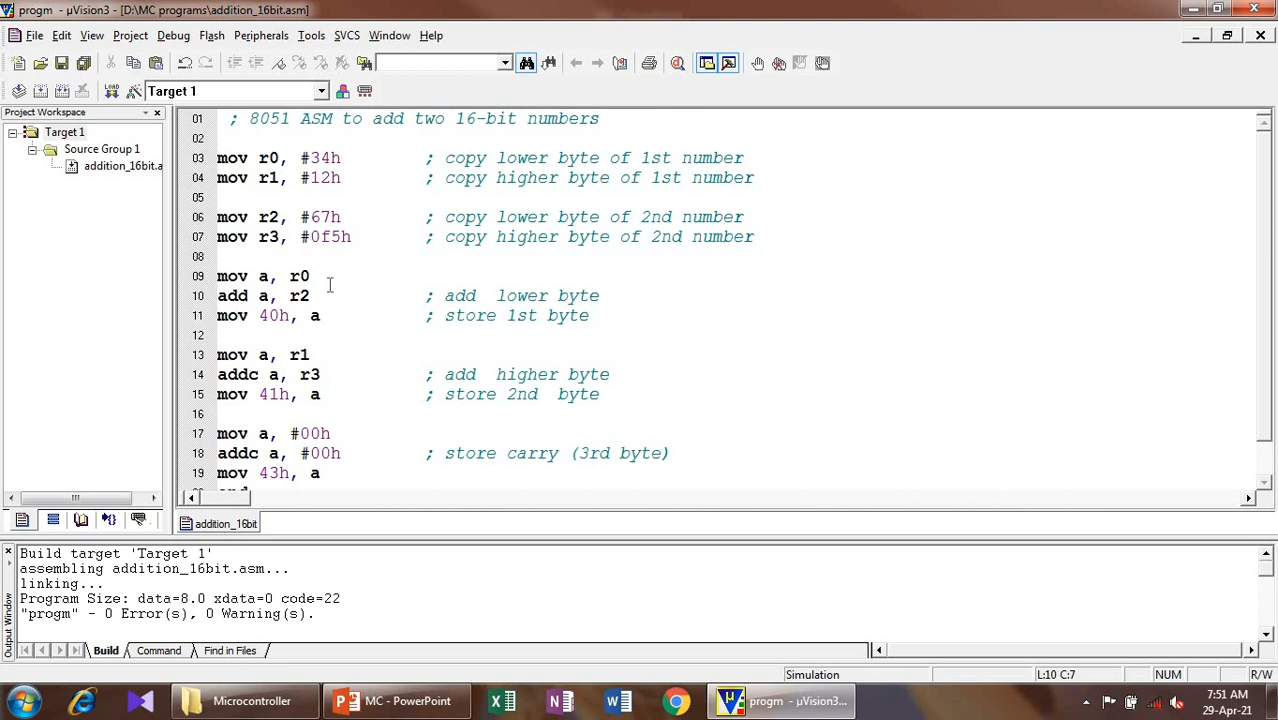 progm - µVision3 - [D:\MC programs\addition_16bit.asm]
File Edit View Project Debug Flash Peripherals Tools SVCS Window Help
Target 1
Project Workspace
Target 1
Source Group 1
addition_16bit.a
01 ; 8051 ASM to add two 16-bit numbers
02
03 mov r0, #34h ; copy lower byte of 1st number
04 mov r1, #12h ; copy higher byte of 1st number
05
06 mov r2, #67h ; copy lower byte of 2nd number
07 mov r3, #0f5h ; copy higher byte of 2nd number
08
09 mov a, r0
10 add a, r2 ; add lower byte
11 mov 40h, a ; store 1st byte
12
13 mov a, r1
14 addc a, r3 ; add higher byte
15 mov 41h, a ; store 2nd byte
16
17 mov a, #00h
18 addc a, #00h ; store carry (3rd byte)
19 mov 43h, a
addition_16bit
Build target 'Target 1'
assembling addition_16bit.asm...
linking...
Program Size: data=8.0 xdata=0 code=22
"progm" - 0 Error(s), 0 Warning(s).
Output Window
Build Command Find in Files
Simulation L:10 C:7 NUM R/W
Microcontroller MC - PowerPoint progm - µVision3...
7:51 AM
29-Apr-21